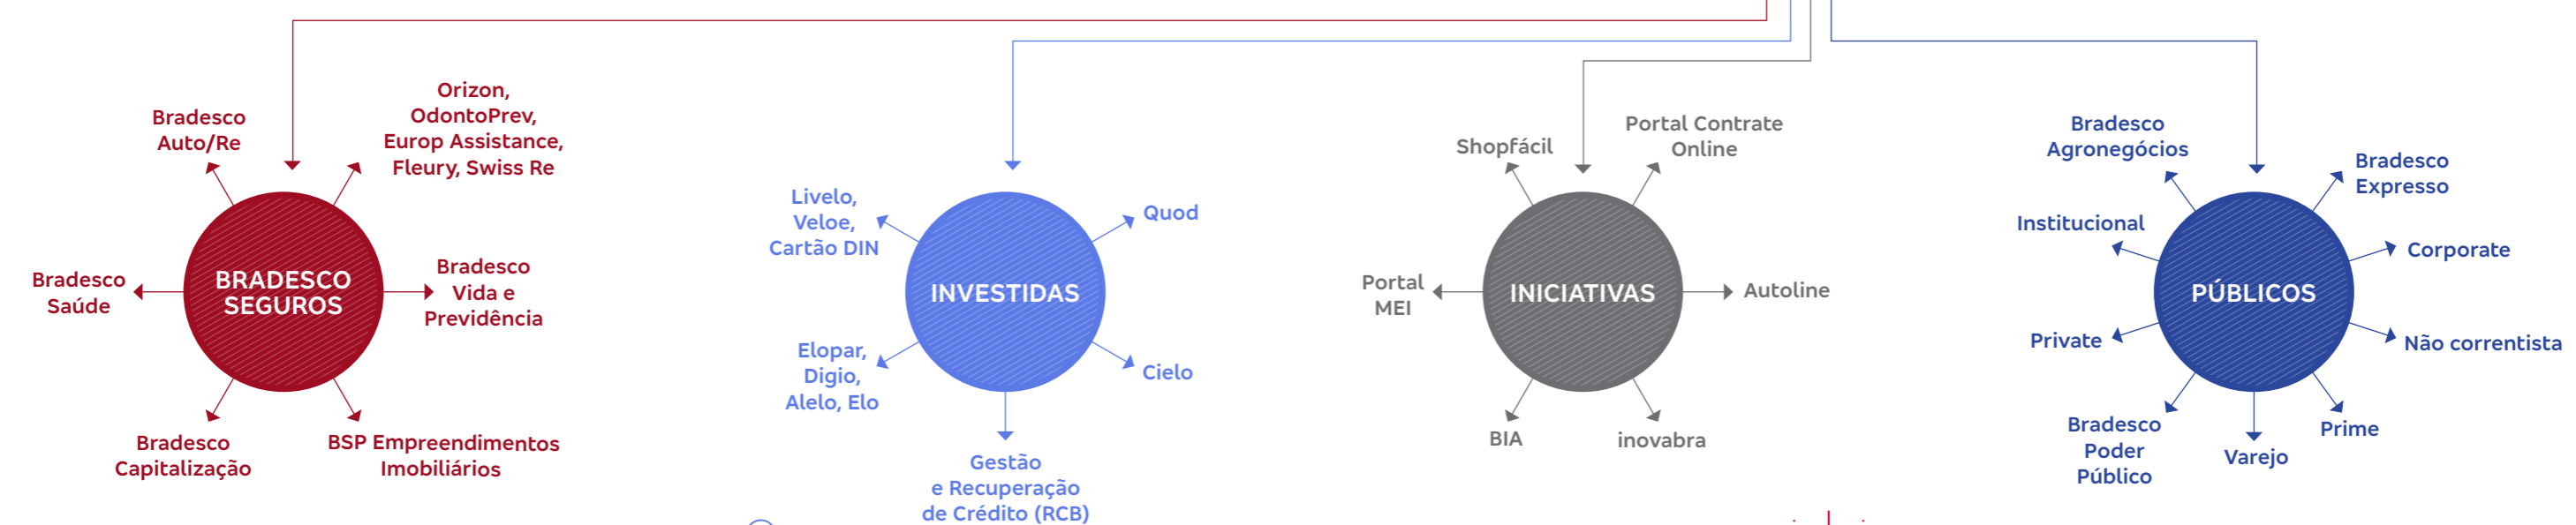 Bradesco
Auto/Re
Orizon,
OdontoPrev,
Europ Assistance,
Fleury, Swiss Re
Bradesco
Saúde
BRADESCO
SEGUROS
Bradesco
Vida e
Previdência
Bradesco
Capitalização
BSP Empreendimentos
Imobiliários
Livelo,
Veloe,
Cartão DIN
Quod
INVESTIDAS
Elopar,
Digio,
Alelo, Elo
Cielo
Gestão
e Recuperação
de Crédito (RCB)
Shopfácil
Portal Contrate
Online
Portal
MEI
INICIATIVAS
Autoline
BIA
inovabra
Bradesco
Agronegócios
Bradesco
Expresso
Institucional
Corporate
PÚBLICOS
Private
Não correntista
Bradesco
Poder
Público
Varejo
Prime